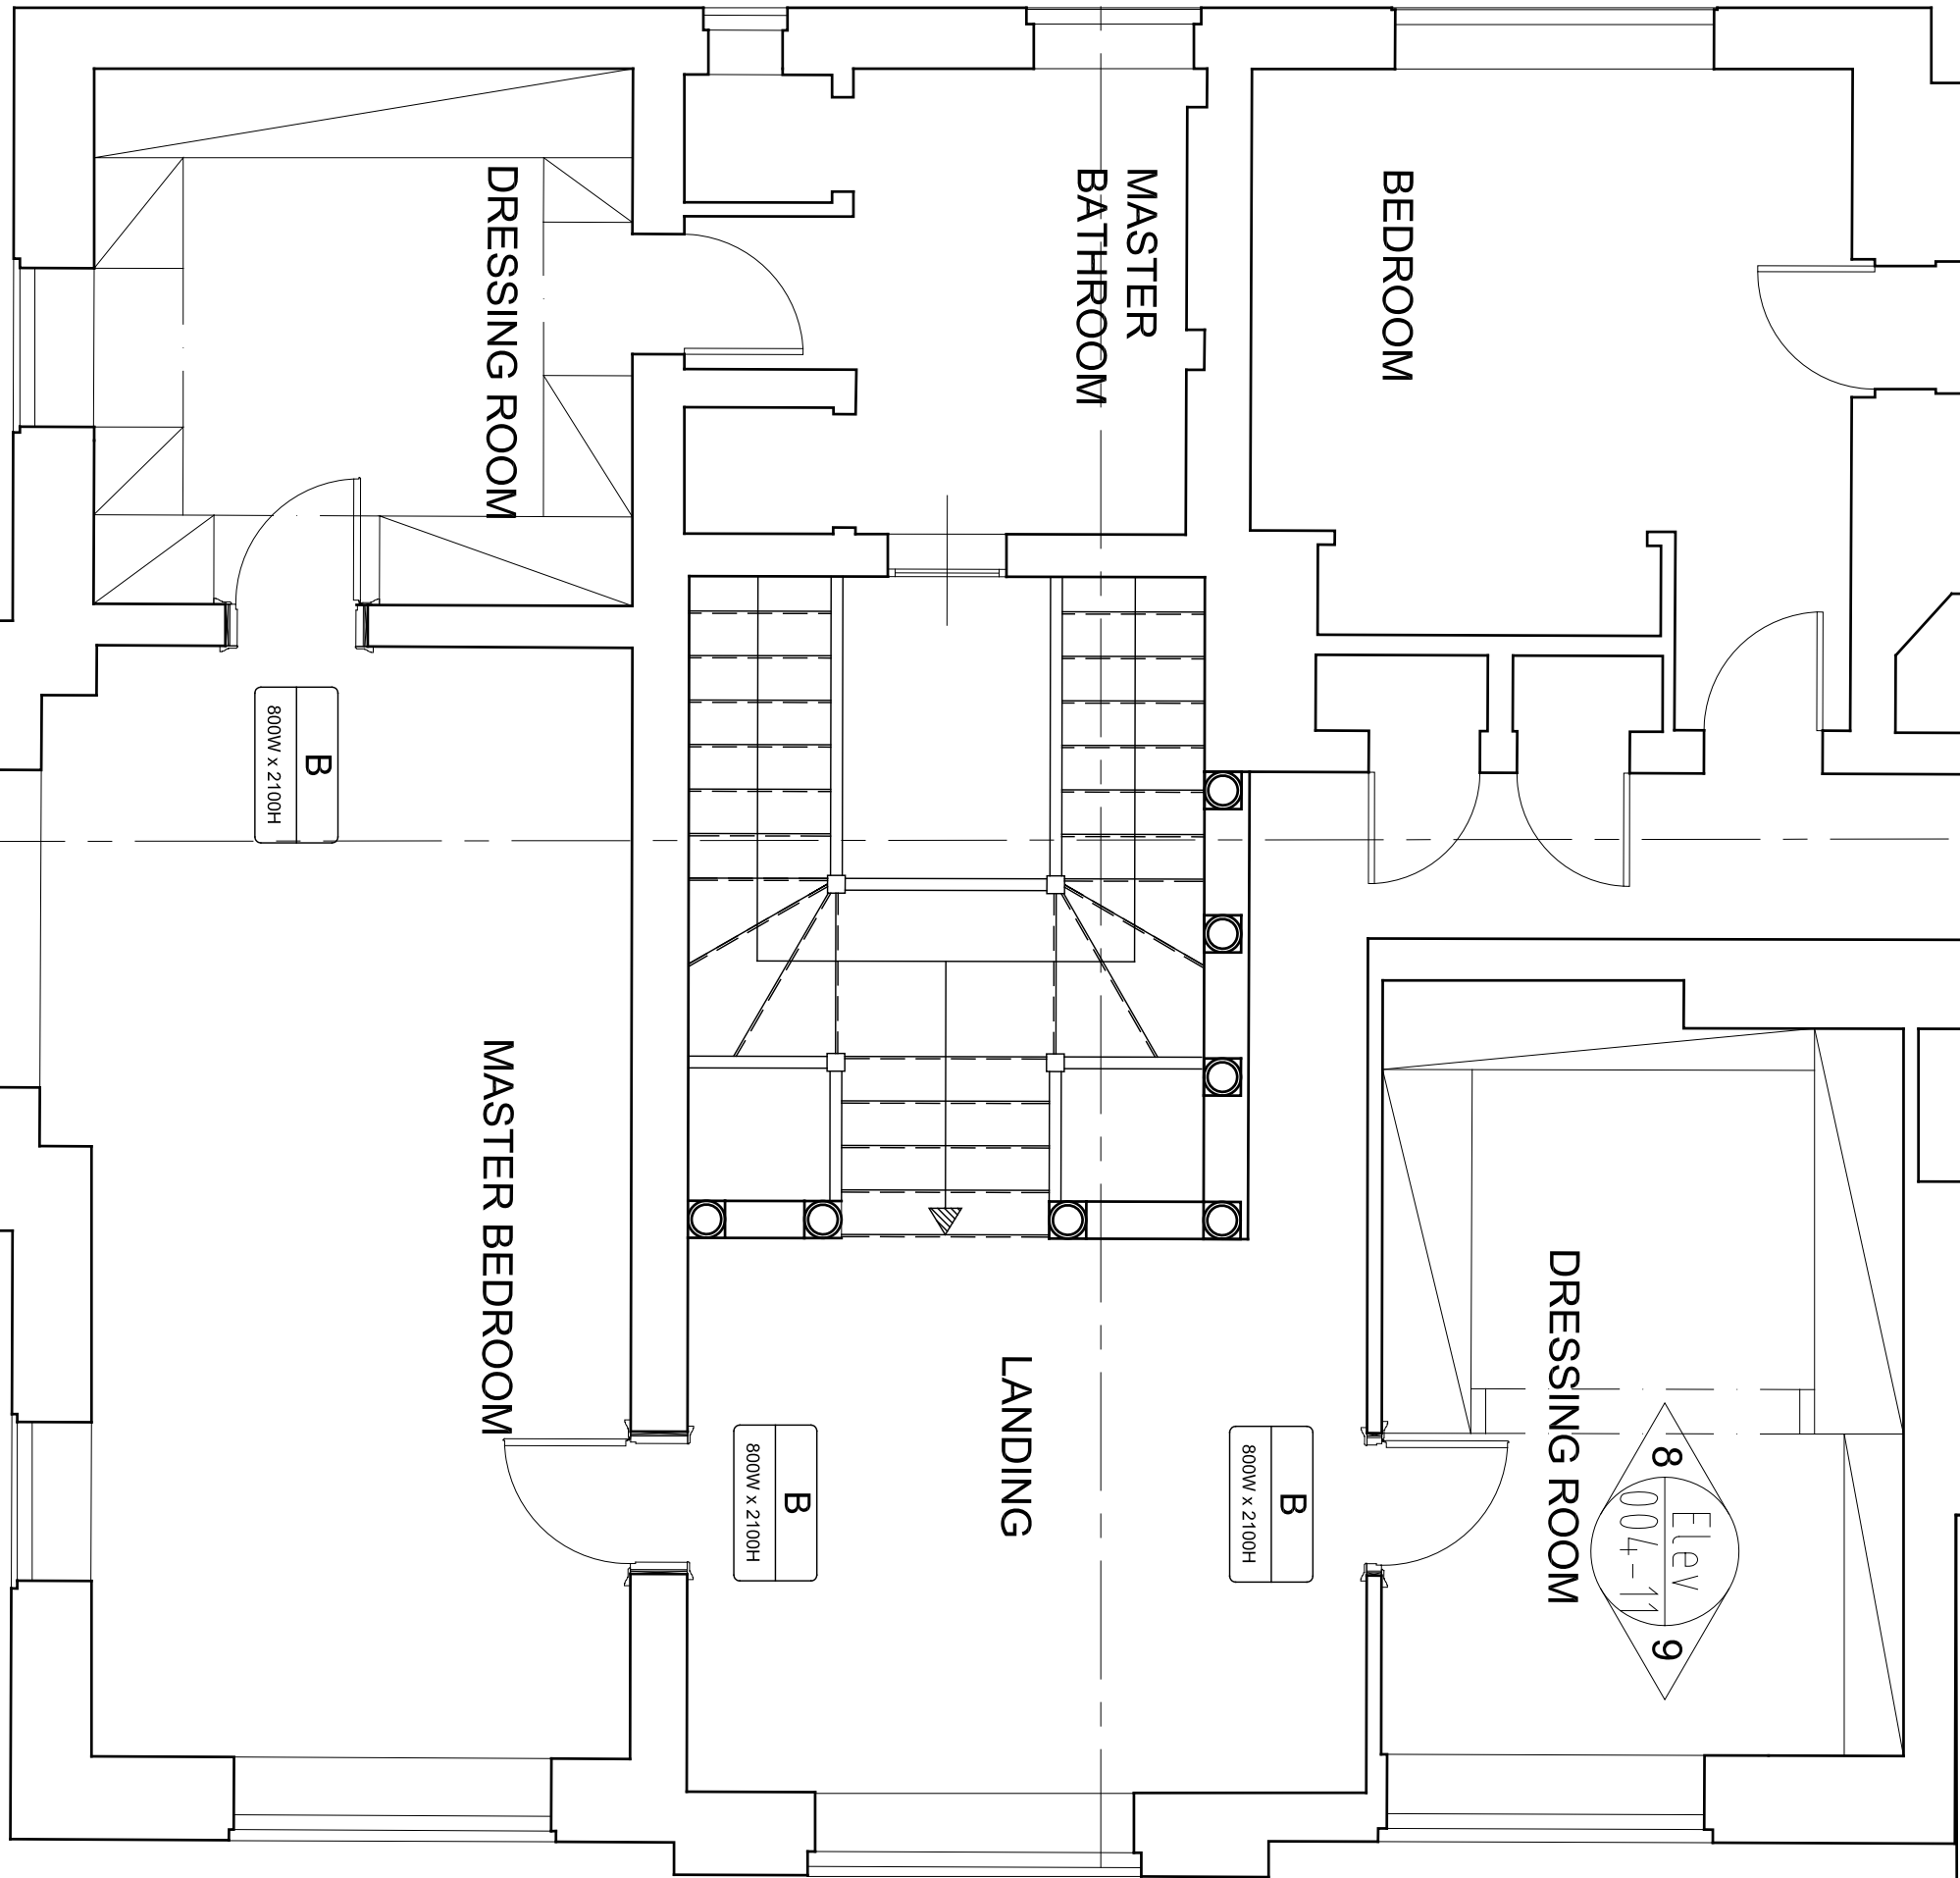 DRESSING ROOM
MASTER
BATHROOM
BEDROOM
B
800W x 2100H
MASTER BEDROOM
LANDING
B
800W x 2100H
B
800W x 2100H
DRESSING ROOM
8
Elev
004-11
9